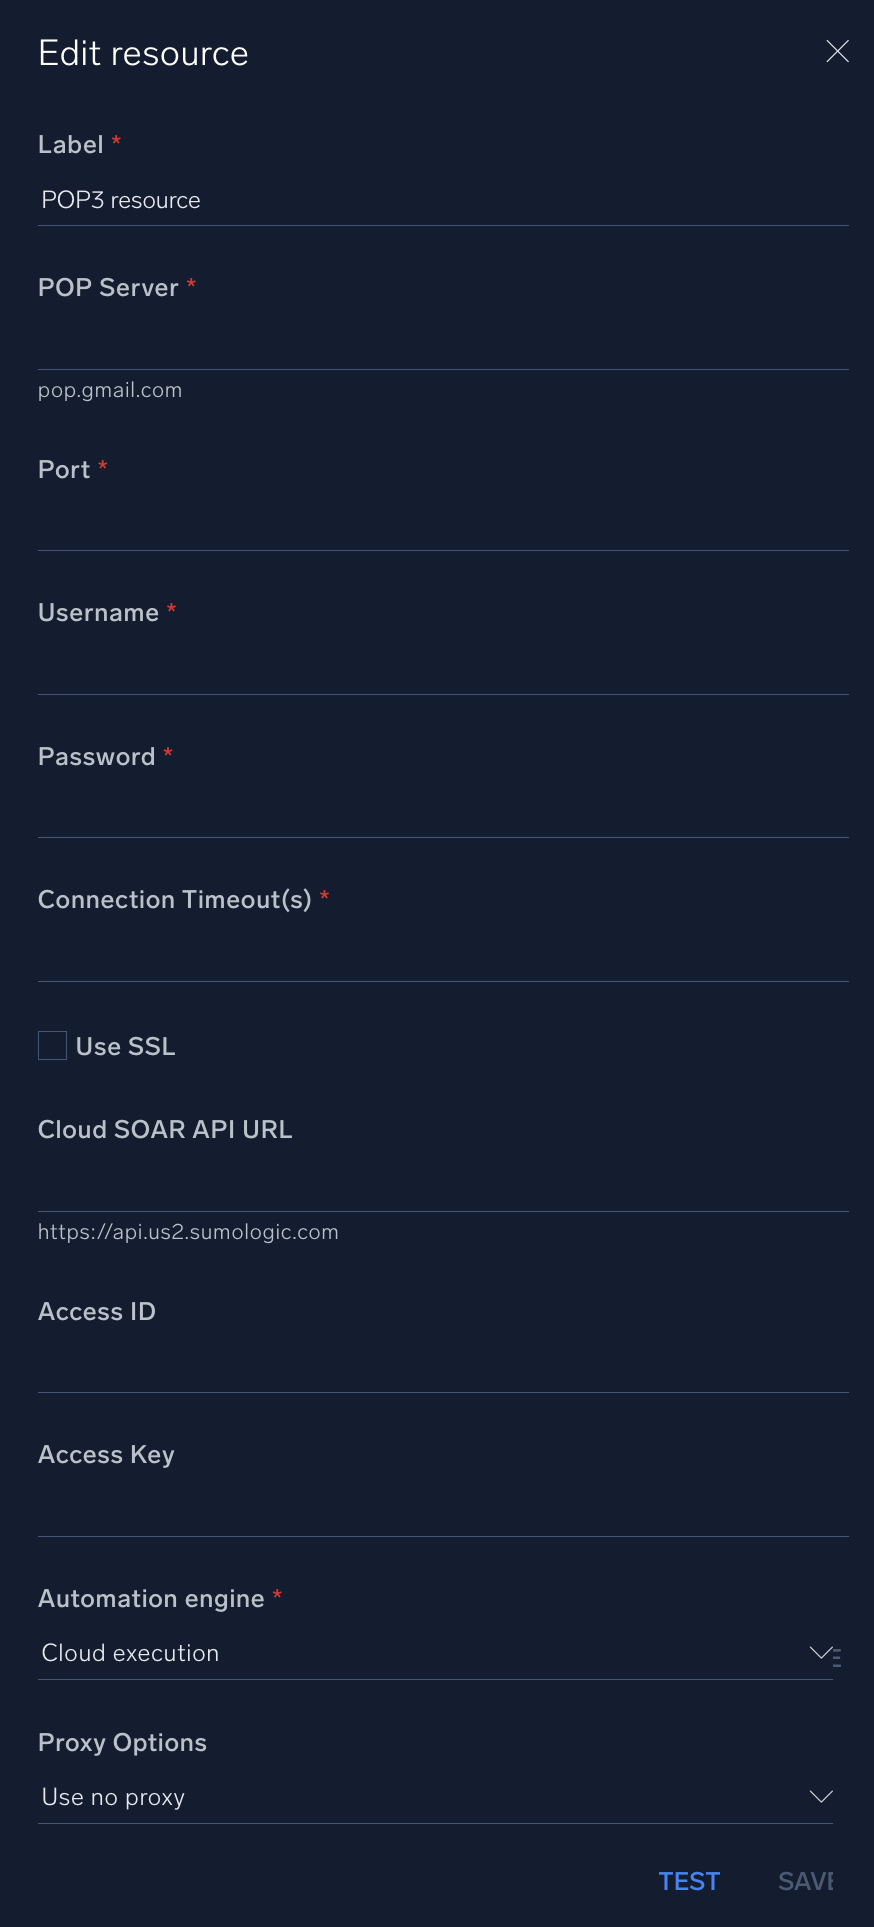 Edit resource
Label *
POP3 resource
POP Server *
pop.gmail.com
Port *
Username *
Password *
Connection Timeout(s) *
Use SSL
Cloud SOAR API URL
https://api.us2.sumologic.com
Access ID
Access Key
Automation engine *
Cloud execution
Proxy Options
Use no proxy
TEST SAVE